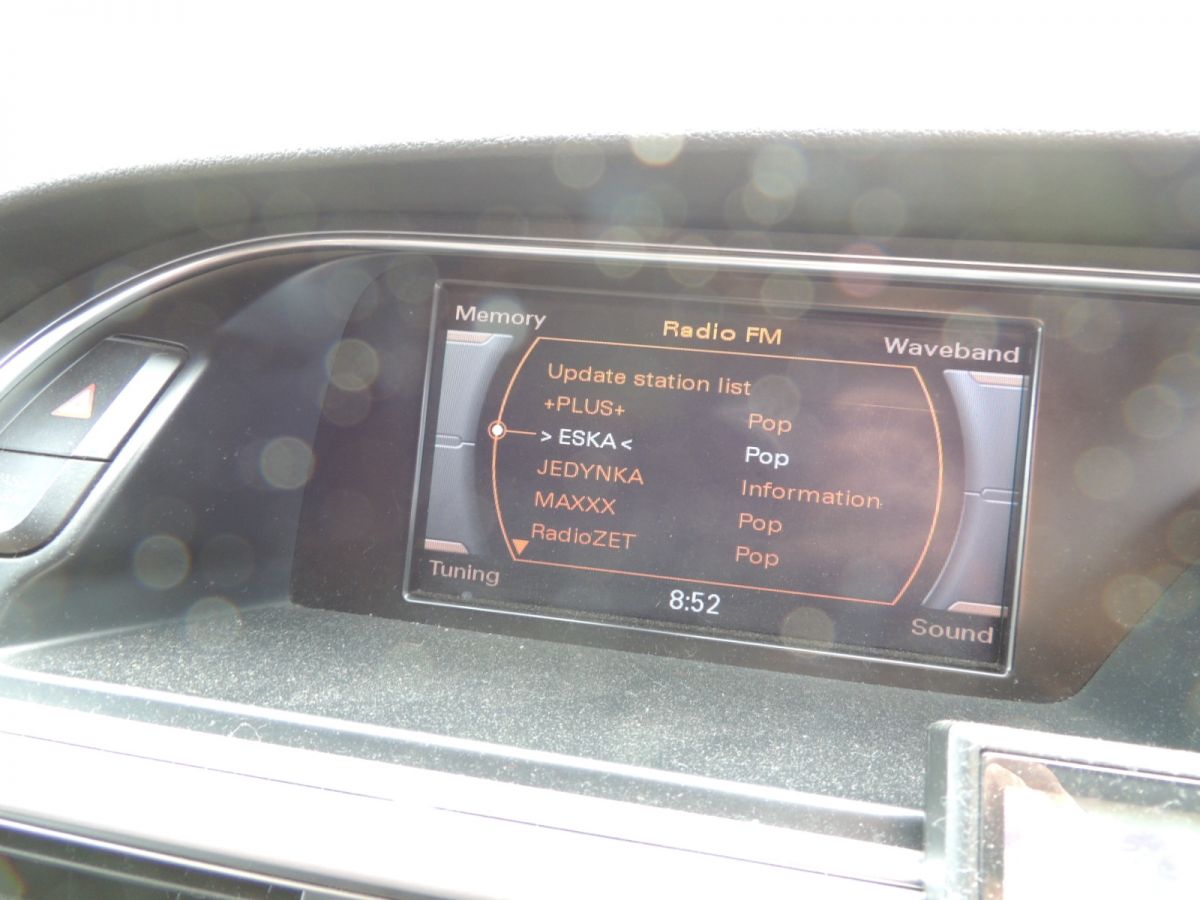 Memory
Radio FM
Waveband
Update station list
+PLUS+ Pop
> ESKA < Pop
JEDYNKA Information
MAXXX Pop
RadioZET Pop
Tuning
8:52
Sound